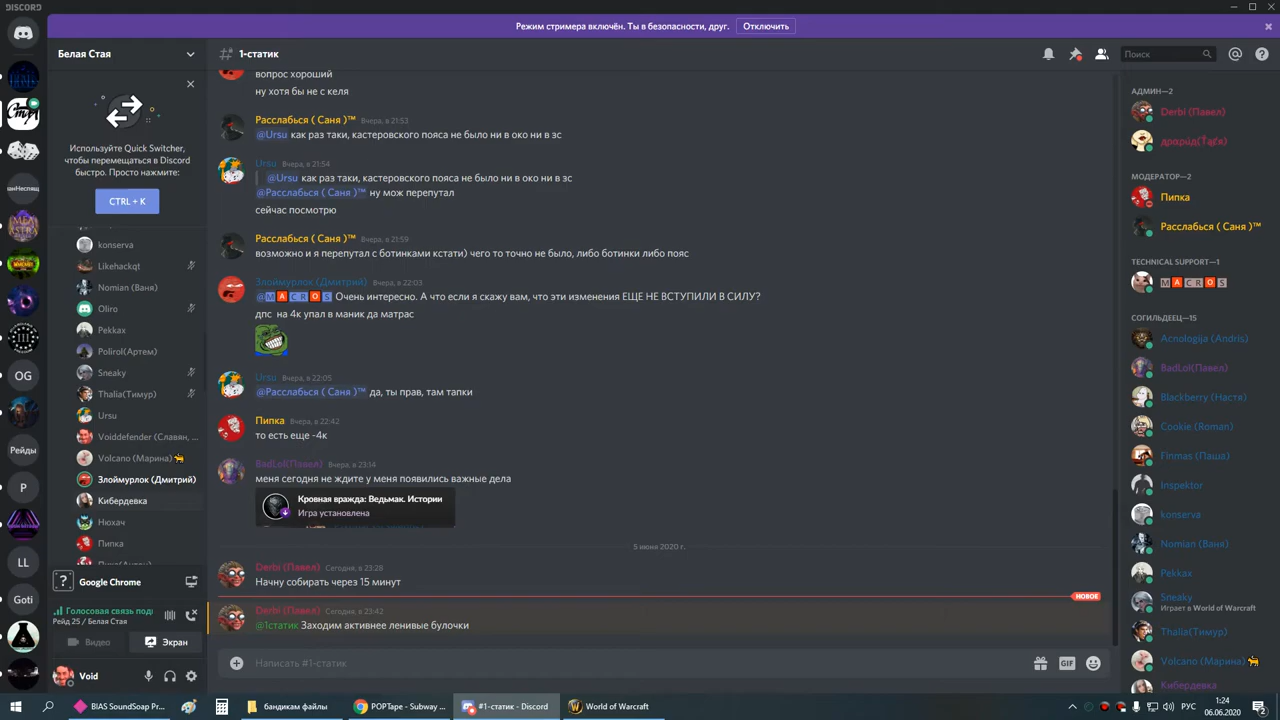 DISCORD
Режим стримера включён. Ты в безопасности, друг.
Отключить
Белая Стая
1-статик
Поиск
Используйте Quick Switcher,
чтобы перемещаться в Discord
быстро. Просто нажмите:
CTRL + K
konserva
Likehackqt
Nomian (Ваня)
Oliro
Pekkax
Polirol(Артем)
Sneaky
Thalia(Тимур)
Ursu
Voiddefender (Славян, ...
Volcano (Марина)
Злоймурлок (Дмитрий)
Кибердевка
Нюхач
Пипка
Google Chrome
Голосовая связь подк
Рейд 25 / Белая Стая
Видео
Экран
Void
шиНеспящ
OG
Рейды
P
LL
Goti
вопрос хороший
ну хотя бы не с келя
Расслабься ( Саня )™ Вчера, в 21:53
@Ursu как раз таки, кастеровского пояса не было ни в око ни в зс
Ursu Вчера, в 21:54
@Ursu как раз таки, кастеровского пояса не было ни в око ни в зс
@Расслабься ( Саня )™ ну мож перепутал
сейчас посмотрю
Расслабься ( Саня )™ Вчера, в 21:59
возможно и я перепутал с ботинками кстати) чего то точно не было, либо ботинки либо пояс
Злоймурлок (Дмитрий) Вчера, в 22:03
@MACROS Очень интересно. А что если я скажу вам, что эти изменения ЕЩЕ НЕ ВСТУПИЛИ В СИЛУ?
дпс на 4к упал в маник да матрас
Ursu Вчера, в 22:05
@Расслабься ( Саня )™ да, ты прав, там тапки
Пипка Вчера, в 22:42
то есть еще -4к
BadLol(Павел) Вчера, в 23:14
меня сегодня не ждите у меня появились важные дела
Кровная вражда: Ведьмак. Истории
Игра установлена
5 июня 2020 г.
Derbi (Павел) Сегодня, в 23:28
Начну собирать через 15 минут
НОВОЕ
Derbi (Павел) Сегодня, в 23:42
@1статик Заходим активнее ленивые булочки
Написать #1-статик
GIF
АДМИН—2
Derbi (Павел)
МОДЕРАТОР—2
Пипка
Расслабься ( Саня )™
TECHNICAL SUPPORT—1
MACROS
СОГИЛЬДЕЕЦ—15
Acnologija (Andris)
BadLol(Павел)
Blackberry (Настя)
Cookie (Roman)
Finmas (Паша)
Inspektor
konserva
Nomian (Ваня)
Pekkax
Sneaky
Играет в World of Warcraft
Thalia(Тимур)
Volcano (Марина)
Кибердевка
BIAS SoundSoap Pr...
бандикам файлы
POPTape - Subway ...
#1-статик - Discord
World of Warcraft
РУС
1:24
06.06.2020
2